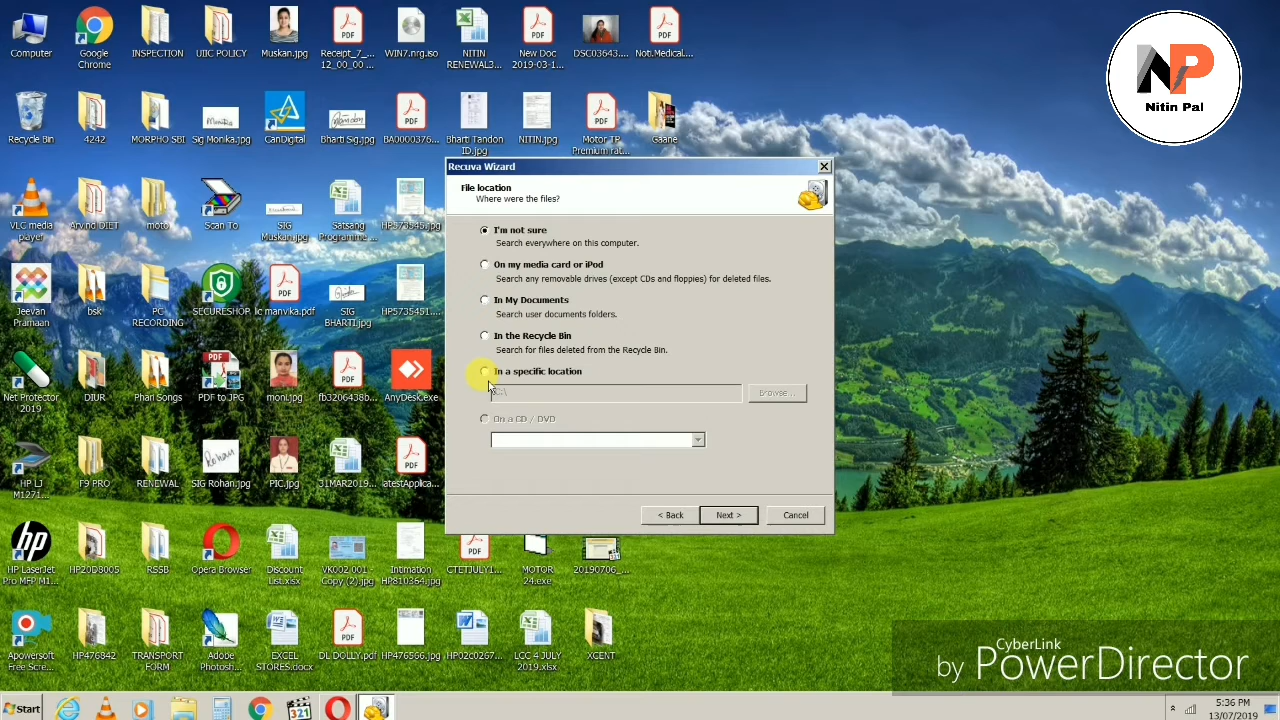 Computer
Google
Chrome
INSPECTION
UIIC POLICY
Muskan.jpg
Receipt_7_...
12_00_00 ...
WIN7.nrg.iso
NITIN
RENEWAL3...
New Doc
2019-03-1...
DSC03643....
Noti.Medical....
NP
Nitin Pal
Recycle Bin
4242
MORPHO SBI
Sig Monika.jpg
CanDigital
Bharti Sig.jpg
BA0000376...
Bharti Tandon
ID.jpg
NITIN.jpg
Motor TP
Premium rat...
Gaane
VLC media
player
Arvind DIET
moto
Scan To
SIG
Muskan.jpg
Satsang
Programme ...
HP573545.jpg
Jeevan
Pramaan
bsk
PC
RECORDING
SECURESHOP
lic manvika.pdf
SIG
BHARTI.jpg
HP5735451....
Net Protector
2019
DIUR
Phari Songs
PDF to JPG
moni.jpg
fb3206438b...
AnyDesk.exe
HP LJ
M1271...
F9 PRO
RENEWAL
SIG Rohan.jpg
PIC.jpg
31MAR2019...
latestApplica...
HP LaserJet
Pro MFP M1...
HP20D8005
RSSB
Opera Browser
Discount
List.xlsx
VK002,001 -
Copy (2).jpg
Intimation
HP810364.jpg
CTETJULY1...
MOTOR
24.exe
20190706_...
Apowersoft
Free Scre...
HP476842
TRANSPORT
FORM
Adobe
Photosh...
EXCEL
STORES.docx
DL DOLLY.pdf
HP476566.jpg
HP02c0267...
LCC 4 JULY
2019.xlsx
XCENT
Recuva Wizard
File location
Where were the files?
I'm not sure
Search everywhere on this computer.
On my media card or iPod
Search any removable drives (except CDs and floppies) for deleted files.
In My Documents
Search user documents folders.
In the Recycle Bin
Search for files deleted from the Recycle Bin.
In a specific location
Browse...
On a CD / DVD
< Back
Next >
Cancel
CyberLink
by PowerDirector
Start
321
5:36 PM
13/07/2019